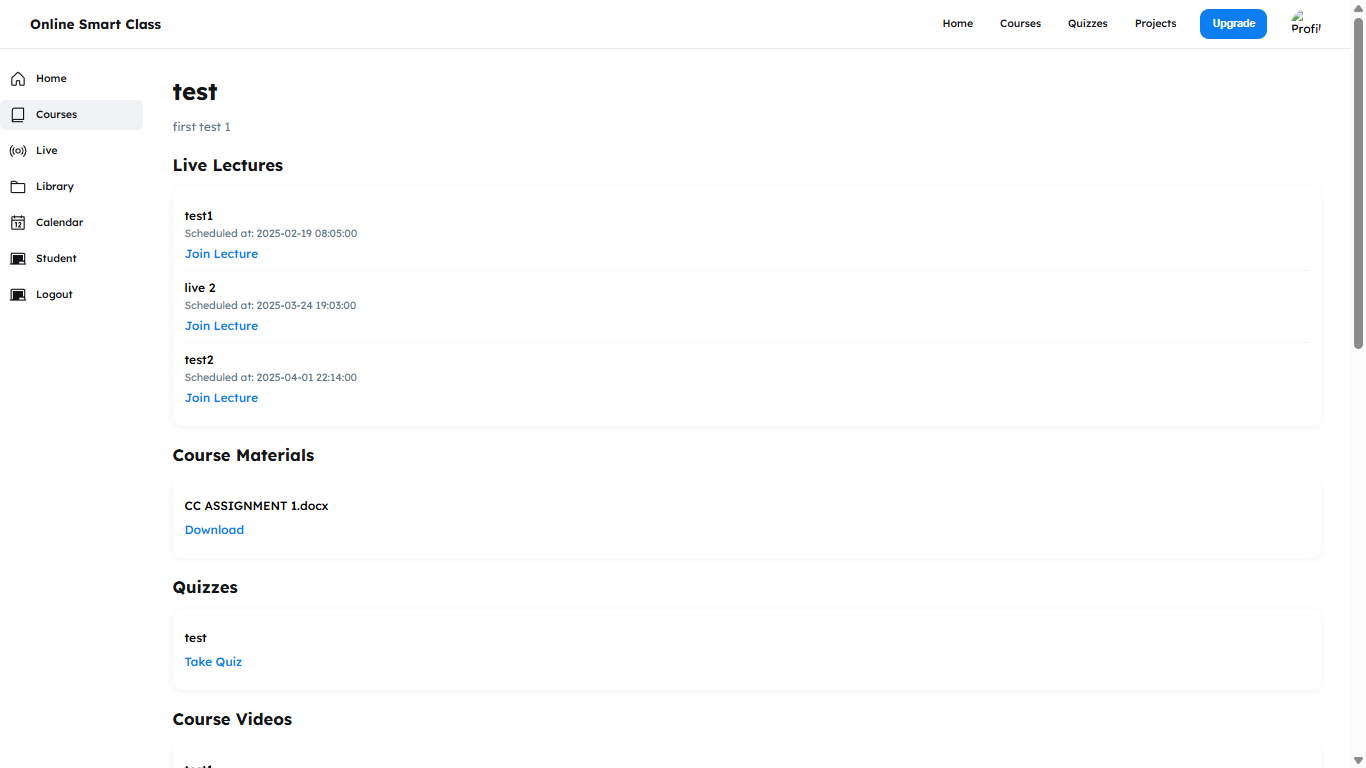 Online Smart Class
Home
Courses
Quizzes
Projects
Upgrade
Profil
Home
Courses
Live
Library
Calendar
Student
Logout
test
first test 1
Live Lectures
test1
Scheduled at: 2025-02-19 08:05:00
Join Lecture
live 2
Scheduled at: 2025-03-24 19:03:00
Join Lecture
test2
Scheduled at: 2025-04-01 22:14:00
Join Lecture
Course Materials
CC ASSIGNMENT 1.docx
Download
Quizzes
test
Take Quiz
Course Videos